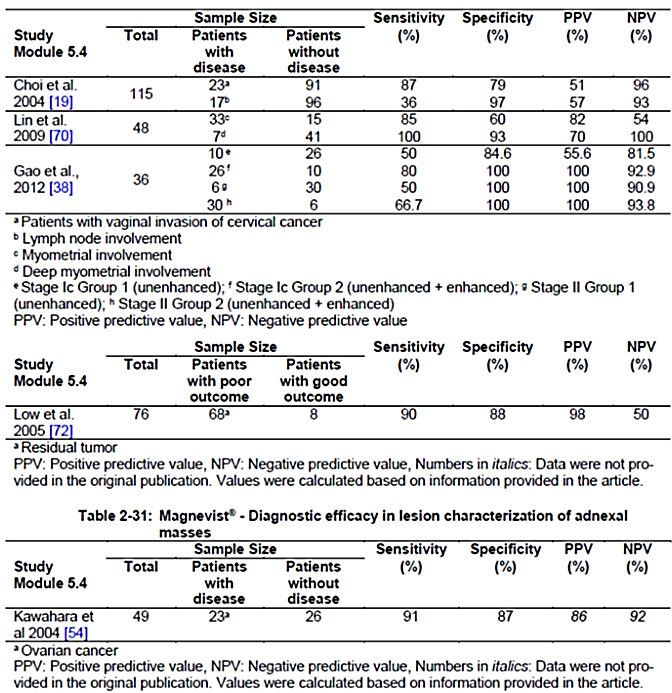 Study Module 5.4 | Sample Size | Sensitivity (%) | Specificity (%) | PPV (%) | NPV (%)
Total | Patients with disease | Patients without disease
Choi et al. 2004 [19] | 115 | 23ᵃ | 91 | 87 | 79 | 51 | 96
17ᵇ | 96 | 36 | 97 | 57 | 93
Lin et al. 2009 [70] | 48 | 33ᶜ | 15 | 85 | 60 | 82 | 54
7ᵈ | 41 | 100 | 93 | 70 | 100
Gao et al., 2012 [38] | 36 | 10ᵉ | 26 | 50 | 84.6 | 55.6 | 81.5
26ᶠ | 10 | 80 | 100 | 100 | 92.9
6ᵍ | 30 | 50 | 100 | 100 | 90.9
30ʰ | 6 | 66.7 | 100 | 100 | 93.8
ᵃ Patients with vaginal invasion of cervical cancer
ᵇ Lymph node involvement
ᶜ Myometrial involvement
ᵈ Deep myometrial involvement
ᵉ Stage Ic Group 1 (unenhanced); ᶠ Stage Ic Group 2 (unenhanced + enhanced); ᵍ Stage II Group 1
(unenhanced); ʰ Stage II Group 2 (unenhanced + enhanced)
PPV: Positive predictive value, NPV: Negative predictive value
Study Module 5.4 | Sample Size | Sensitivity (%) | Specificity (%) | PPV (%) | NPV (%)
Total | Patients with poor outcome | Patients with good outcome
Low et al. 2005 [72] | 76 | 68ᵃ | 8 | 90 | 88 | 98 | 50
ᵃ Residual tumor
PPV: Positive predictive value, NPV: Negative predictive value, Numbers in italics: Data were not pro-
vided in the original publication. Values were calculated based on information provided in the article.
Table 2-31: Magnevist® - Diagnostic efficacy in lesion characterization of adnexal
masses
Study Module 5.4 | Sample Size | Sensitivity (%) | Specificity (%) | PPV (%) | NPV (%)
Total | Patients with disease | Patients without disease
Kawahara et al 2004 [54] | 49 | 23ᵃ | 26 | 91 | 87 | 86 | 92
ᵃ Ovarian cancer
PPV: Positive predictive value, NPV: Negative predictive value, Numbers in italics: Data were not pro-
vided in the original publication. Values were calculated based on information provided in the article.